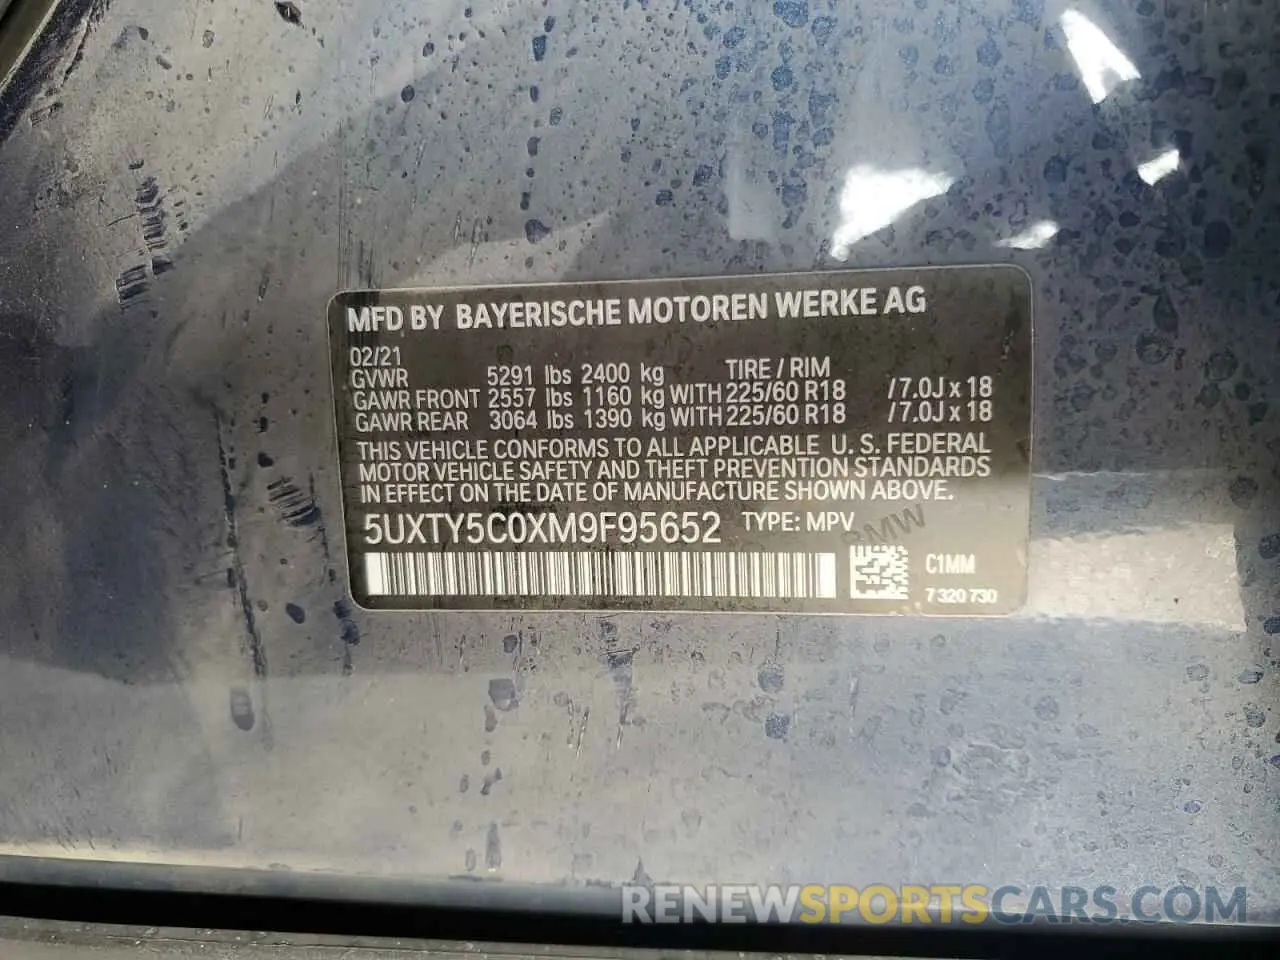 MFD BY BAYERISCHE MOTOREN WERKE AG
02/21
GVWR 5291 lbs 2400 kg TIRE / RIM
GAWR FRONT 2557 lbs 1160 kg WITH 225/60 R18 / 7.0J x 18
GAWR REAR 3064 lbs 1390 kg WITH 225/60 R18 / 7.0J x 18
THIS VEHICLE CONFORMS TO ALL APPLICABLE U. S. FEDERAL
MOTOR VEHICLE SAFETY AND THEFT PREVENTION STANDARDS
IN EFFECT ON THE DATE OF MANUFACTURE SHOWN ABOVE.
5UXTY5C0XM9F95652 TYPE: MPV
BMW
C1MM
7 320 730
RENEWSPORTSCARS.COM